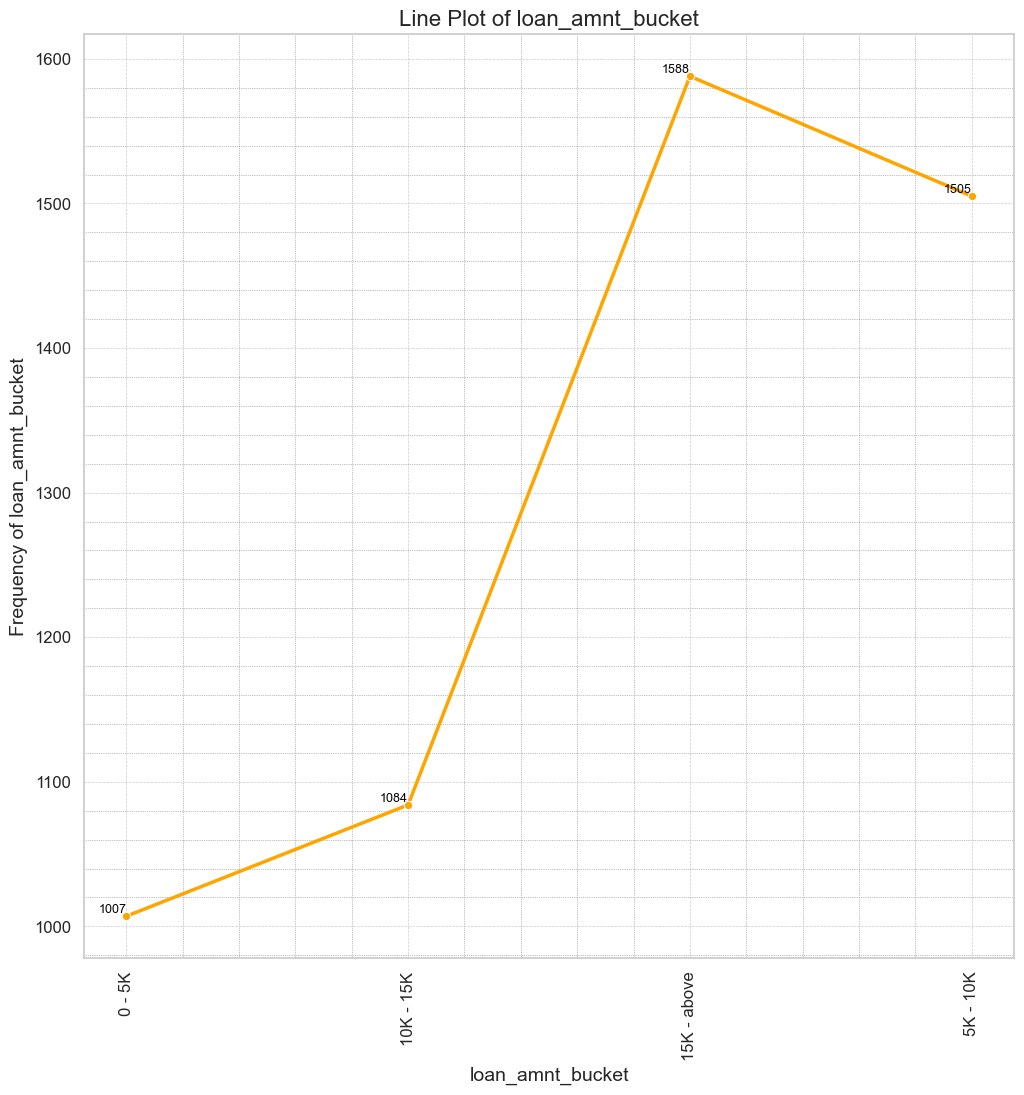 Line Plot of loan_amnt_bucket
Frequency of loan_amnt_bucket
1600
1500
1400
1300
1200
1100
1000
1007
1084
1588
1505
0 - 5K
10K - 15K
15K - above
5K - 10K
loan_amnt_bucket